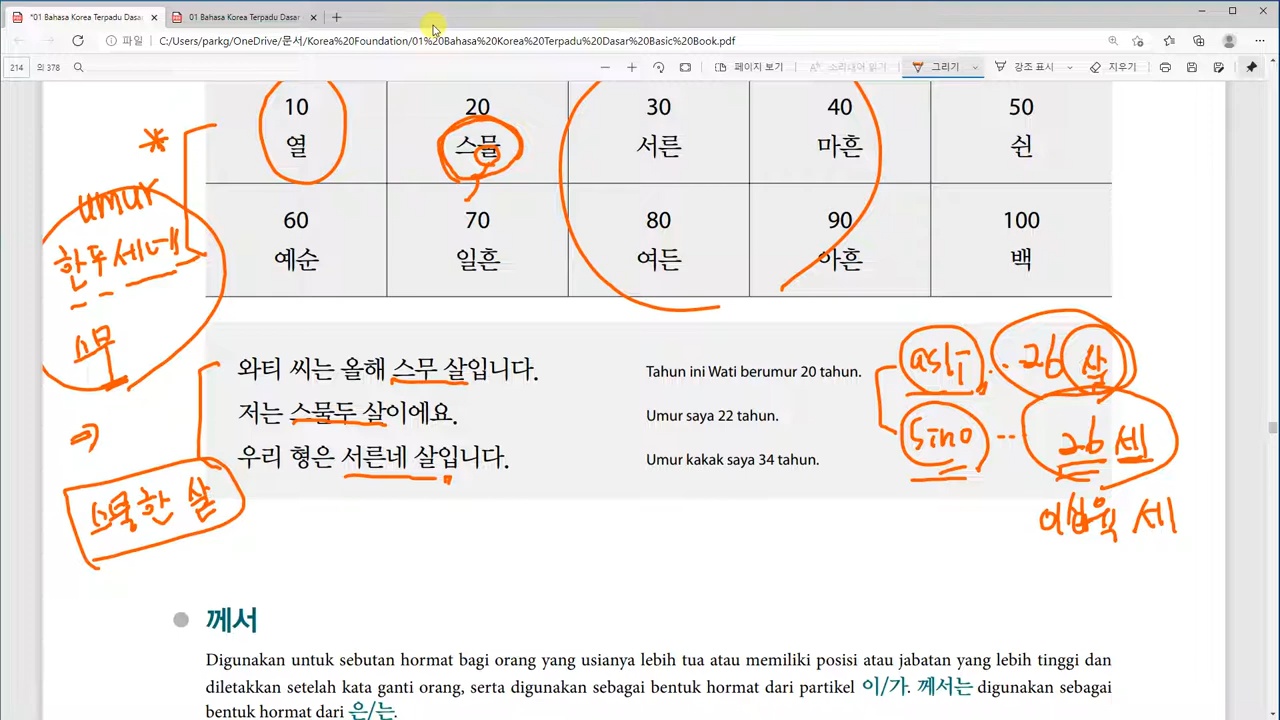 *01 Bahasa Korea Terpadu Dasar
01 Bahasa Korea Terpadu Dasar
파일 C:/Users/parkg/OneDrive/문서/Korea%20Foundation/01%20Bahasa%20Korea%20Terpadu%20Dasar%20Basic%20Book.pdf
214 의 378 페이지 보기 소리내어 읽기 그리기 강조 표시 지우기
10 20 30 40 50
열 스물 서른 마흔 쉰
*
umur
한두세네
스무
60 70 80 90 100
예순 일흔 여든 아흔 백
와티 씨는 올해 스무 살입니다. Tahun ini Wati berumur 20 tahun.
저는 스물두 살이에요. Umur saya 22 tahun.
우리 형은 서른네 살입니다. Umur kakak saya 34 tahun.
⇒
스물한 살
asli .. 26 살
Sino ... 26 세
이십육 세
께서
Digunakan untuk sebutan hormat bagi orang yang usianya lebih tua atau memiliki posisi atau jabatan yang lebih tinggi dan
diletakkan setelah kata ganti orang, serta digunakan sebagai bentuk hormat dari partikel 이/가. 께서는 digunakan sebagai
bentuk hormat dari 은/는.